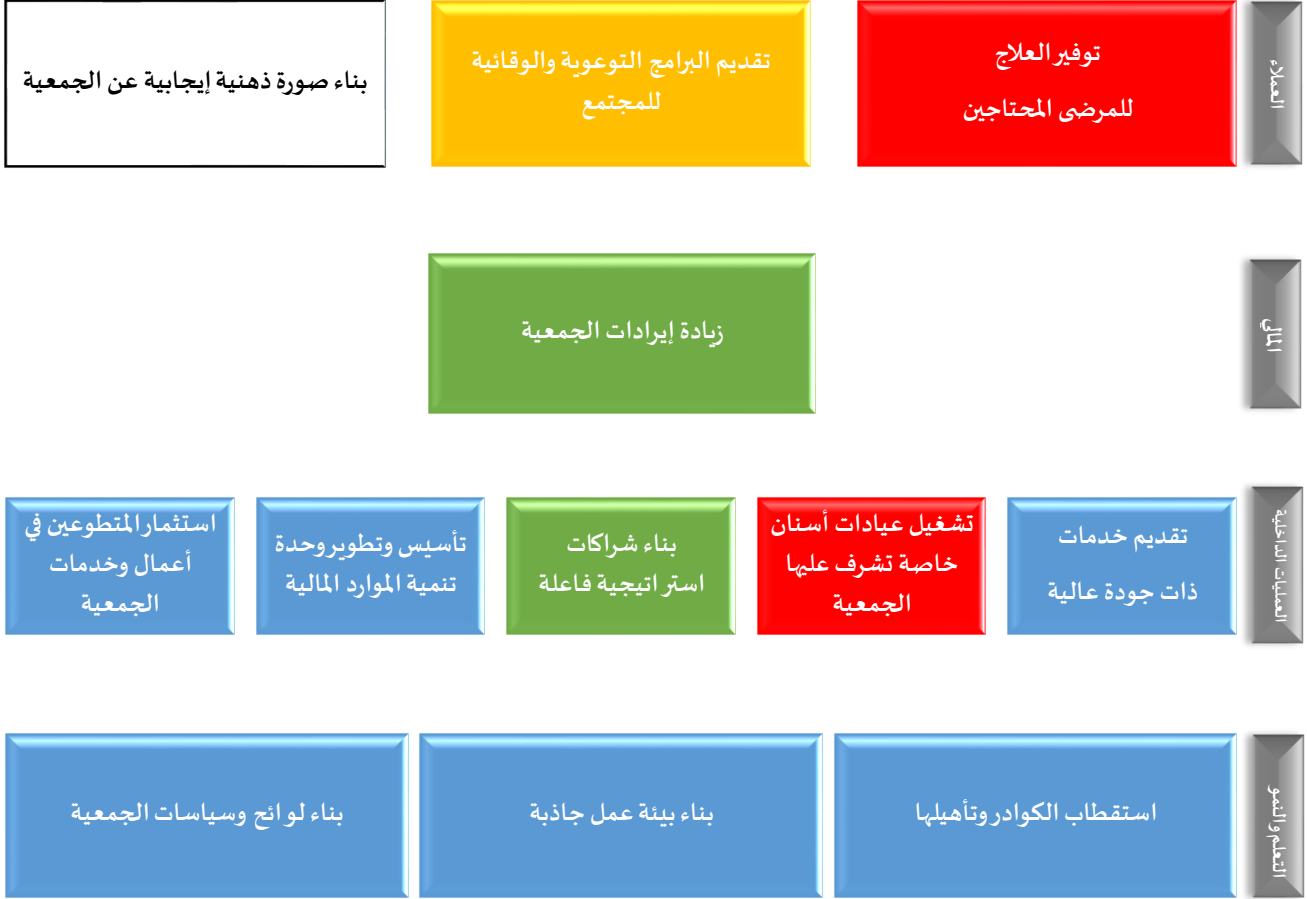 العملاء
توفير العلاج
للمرضى المحتاجين
تقديم البرامج التوعوية والوقائية
للمجتمع
بناء صورة ذهنية إيجابية عن الجمعية
المالي
زيادة إيرادات الجمعية
العمليات الداخلية
تقديم خدمات
ذات جودة عالية
تشغيل عيادات أسنان
خاصة تشرف عليها
الجمعية
بناء شراكات
استراتيجية فاعلة
تأسيس وتطوير وحدة
تنمية الموارد المالية
استثمار المتطوعين في
أعمال وخدمات
الجمعية
التعلم والنمو
استقطاب الكوادر وتأهيلها
بناء بيئة عمل جاذبة
بناء لوائح وسياسات الجمعية